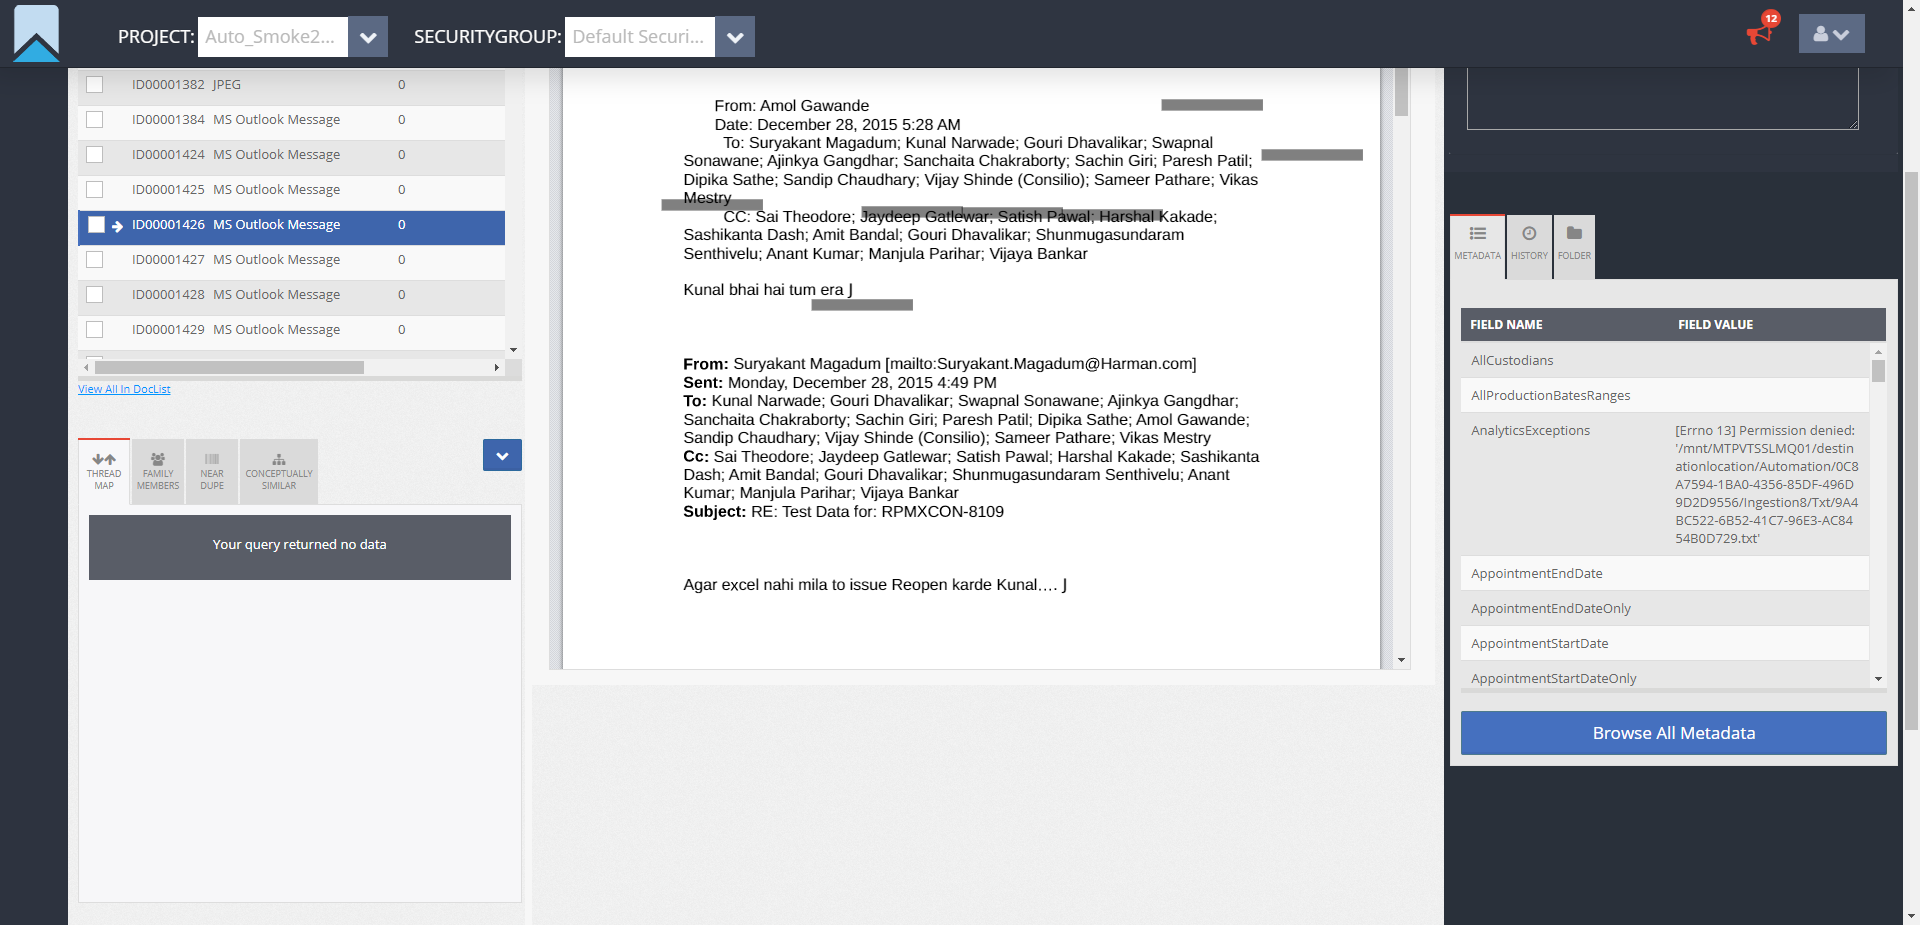 PROJECT: Auto_Smoke2... SECURITYGROUP: Default Securi... 12
ID00001382 JPEG 0
ID00001384 MS Outlook Message 0
ID00001424 MS Outlook Message 0
ID00001425 MS Outlook Message 0
ID00001426 MS Outlook Message 0
ID00001427 MS Outlook Message 0
ID00001428 MS Outlook Message 0
ID00001429 MS Outlook Message 0
View All In DocList
THREAD MAP
FAMILY MEMBERS
NEAR DUPE
CONCEPTUALLY SIMILAR
Your query returned no data
From: Amol Gawande
Date: December 28, 2015 5:28 AM
To: Suryakant Magadum; Kunal Narwade; Gouri Dhavalikar; Swapnal
Sonawane; Ajinkya Gangdhar; Sanchaita Chakraborty; Sachin Giri; Paresh Patil;
Dipika Sathe; Sandip Chaudhary; Vijay Shinde (Consilio); Sameer Pathare; Vikas
Mestry
CC: Sai Theodore; Jaydeep Gatlewar; Satish Pawal; Harshal Kakade;
Sashikanta Dash; Amit Bandal; Gouri Dhavalikar; Shunmugasundaram
Senthivelu; Anant Kumar; Manjula Parihar; Vijaya Bankar
Kunal bhai hai tum era J
From: Suryakant Magadum [mailto:Suryakant.Magadum@Harman.com]
Sent: Monday, December 28, 2015 4:49 PM
To: Kunal Narwade; Gouri Dhavalikar; Swapnal Sonawane; Ajinkya Gangdhar;
Sanchaita Chakraborty; Sachin Giri; Paresh Patil; Dipika Sathe; Amol Gawande;
Sandip Chaudhary; Vijay Shinde (Consilio); Sameer Pathare; Vikas Mestry
Cc: Sai Theodore; Jaydeep Gatlewar; Satish Pawal; Harshal Kakade; Sashikanta
Dash; Amit Bandal; Gouri Dhavalikar; Shunmugasundaram Senthivelu; Anant
Kumar; Manjula Parihar; Vijaya Bankar
Subject: RE: Test Data for: RPMXCON-8109
Agar excel nahi mila to issue Reopen karde Kunal…. J
METADATA
HISTORY
FOLDER
FIELD NAME FIELD VALUE
AllCustodians
AllProductionBatesRanges
AnalyticsExceptions [Errno 13] Permission denied:
'/mnt/MTPVTSSLMQ01/destin
ationlocation/Automation/0C8
A7594-1BA0-4356-85DF-496D
9D2D9556/Ingestion8/Txt/9A4
BC522-6B52-41C7-96E3-AC84
54B0D729.txt'
AppointmentEndDate
AppointmentEndDateOnly
AppointmentStartDate
AppointmentStartDateOnly
Browse All Metadata